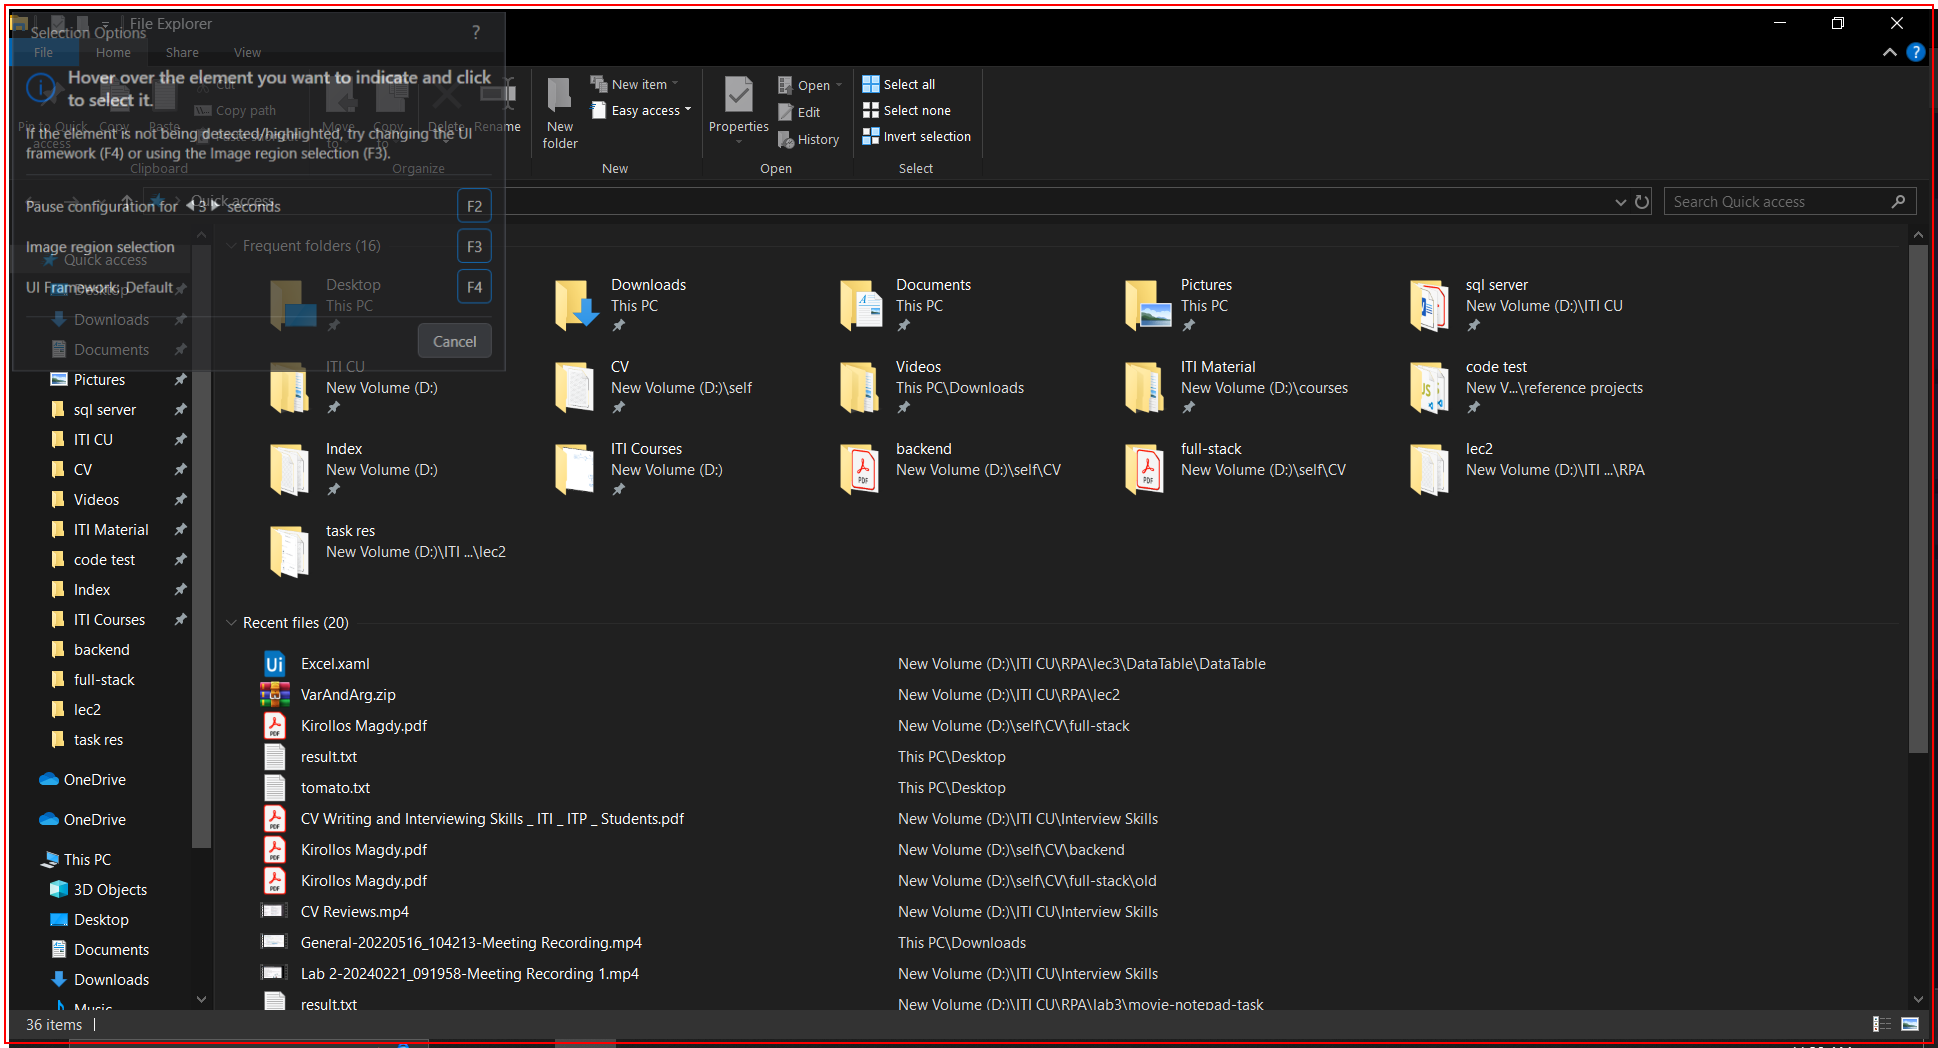 File Explorer
Selection Options
?
File Home Share View
?
Hover over the element you want to indicate and click
to select it.
If the element is not being detected/highlighted, try changing the UI
framework (F4) or using the Image region selection (F3).
Pause configuration for 3 seconds F2
Image region selection F3
UI Framework: Default F4
Cancel
Pin to Quick
access
Copy
Paste
Cut
Copy path
Clipboard
Move
to
Copy
to
Delete
Rename
Organize
New
folder
New item
Easy access
New
Properties
Open
Edit
History
Open
Select all
Select none
Invert selection
Select
Quick access
Search Quick access
Quick access
Desktop
Downloads
Documents
Pictures
sql server
ITI CU
CV
Videos
ITI Material
code test
Index
ITI Courses
backend
full-stack
lec2
task res
OneDrive
OneDrive
This PC
3D Objects
Desktop
Documents
Downloads
Music
Frequent folders (16)
Desktop
This PC
Downloads
This PC
Documents
This PC
Pictures
This PC
sql server
New Volume (D:)\ITI CU
ITI CU
New Volume (D:)
CV
New Volume (D:)\self
Videos
This PC\Downloads
ITI Material
New Volume (D:)\courses
code test
New V...\reference projects
Index
New Volume (D:)
ITI Courses
New Volume (D:)
backend
New Volume (D:)\self\CV
full-stack
New Volume (D:)\self\CV
lec2
New Volume (D:)\ITI ...\RPA
task res
New Volume (D:)\ITI ...\lec2
Recent files (20)
Excel.xaml New Volume (D:)\ITI CU\RPA\lec3\DataTable\DataTable
VarAndArg.zip New Volume (D:)\ITI CU\RPA\lec2
Kirollos Magdy.pdf New Volume (D:)\self\CV\full-stack
result.txt This PC\Desktop
tomato.txt This PC\Desktop
CV Writing and Interviewing Skills _ ITI _ ITP _ Students.pdf New Volume (D:)\ITI CU\Interview Skills
Kirollos Magdy.pdf New Volume (D:)\self\CV\backend
Kirollos Magdy.pdf New Volume (D:)\self\CV\full-stack\old
CV Reviews.mp4 New Volume (D:)\ITI CU\Interview Skills
General-20220516_104213-Meeting Recording.mp4 This PC\Downloads
Lab 2-20240221_091958-Meeting Recording 1.mp4 New Volume (D:)\ITI CU\Interview Skills
result.txt New Volume (D:)\ITI CU\RPA\lab3\movie-notepad-task
36 items